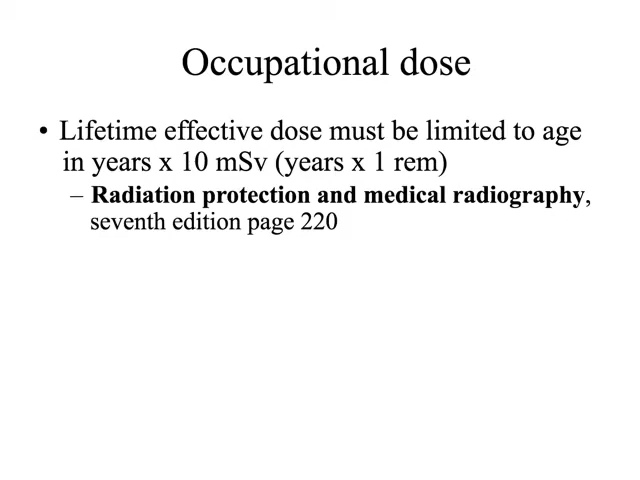 Occupational dose
• Lifetime effective dose must be limited to age
in years x 10 mSv (years x 1 rem)
– Radiation protection and medical radiography,
seventh edition page 220